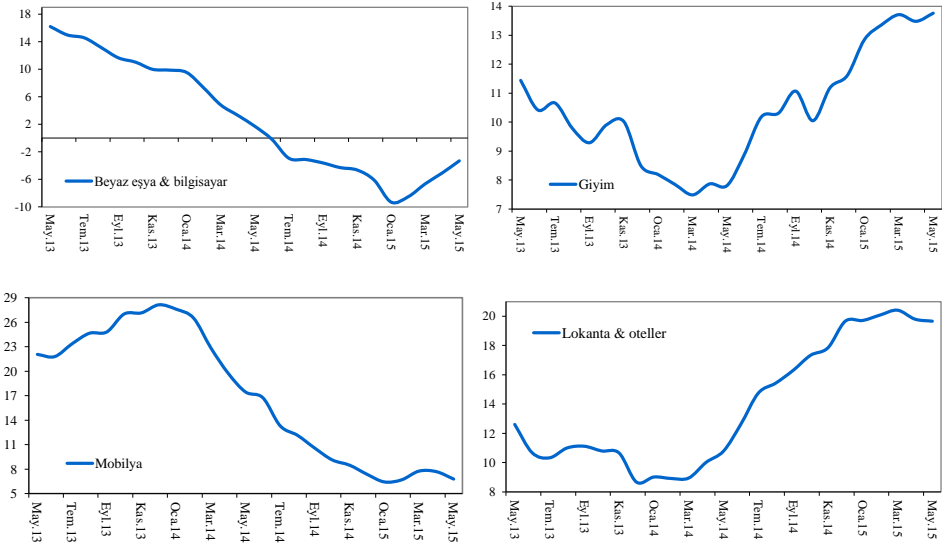 18
14
10
6
2
-2
-6
-10
Beyaz eşya & bilgisayar
May.13
Tem.13
Eyl.13
Kas.13
Oca.14
Mar.14
May.14
Tem.14
Eyl.14
Kas.14
Oca.15
Mar.15
May.15
14
13
12
11
10
9
8
7
Giyim
May.13
Tem.13
Eyl.13
Kas.13
Oca.14
Mar.14
May.14
Tem.14
Eyl.14
Kas.14
Oca.15
Mar.15
May.15
29
26
23
20
17
14
11
8
5
Mobilya
May.13
Tem.13
Eyl.13
Kas.13
Oca.14
Mar.14
May.14
Tem.14
Eyl.14
Kas.14
Oca.15
Mar.15
May.15
20
18
16
14
12
10
8
Lokanta & oteller
May.13
Tem.13
Eyl.13
Kas.13
Oca.14
Mar.14
May.14
Tem.14
Eyl.14
Kas.14
Oca.15
Mar.15
May.15